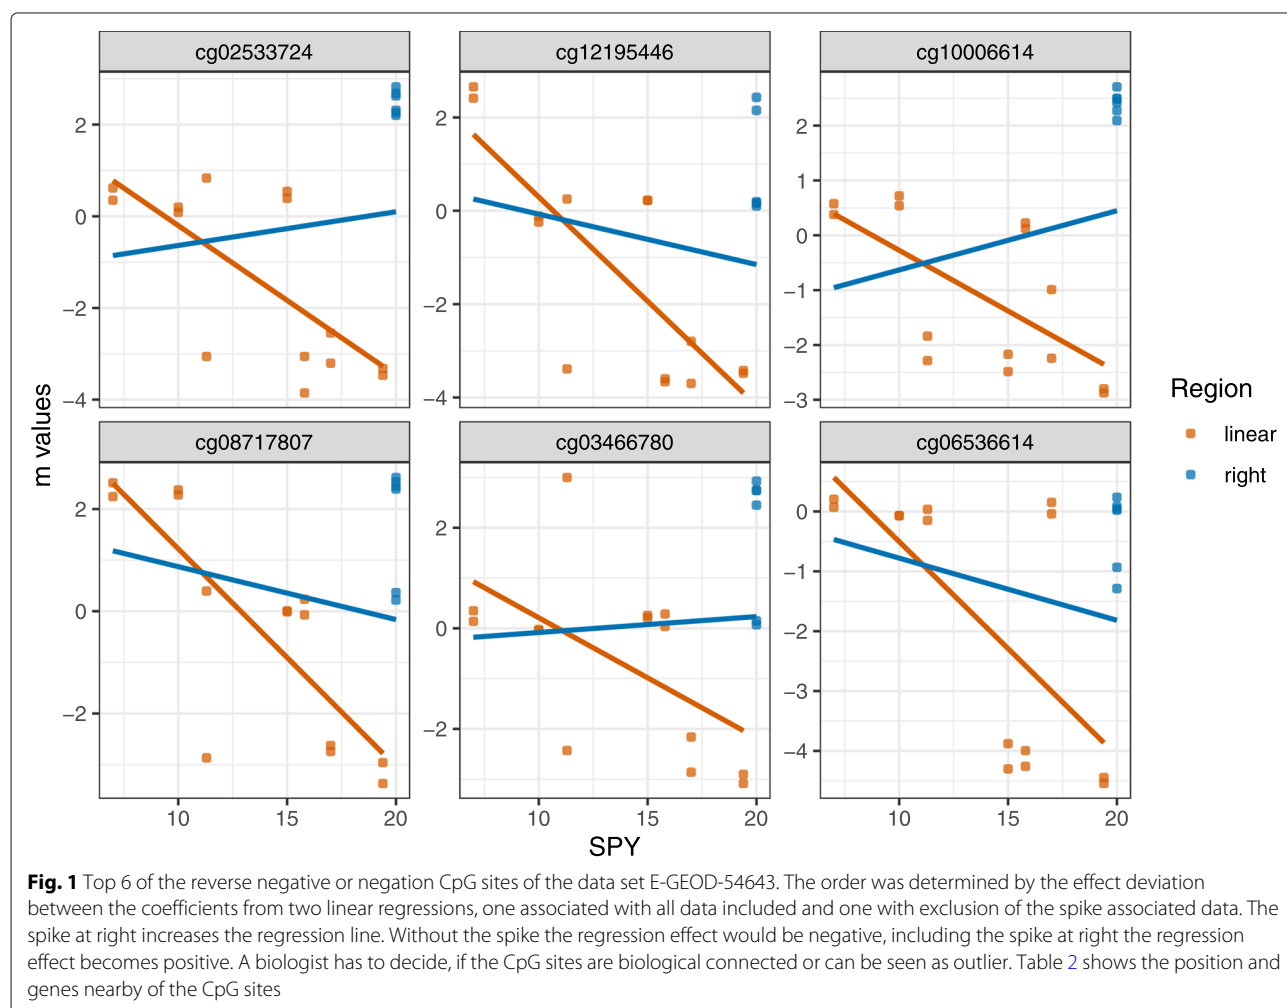 cg02533724 cg12195446 cg10006614
2
0
−2
−4
2
0
−2
−4
2
1
0
−1
−2
−3
m values
Region
linear
right
cg08717807 cg03466780 cg06536614
2
0
−2
2
0
−2
0
−1
−2
−3
−4
10 15 20 10 15 20 10 15 20
SPY
Fig. 1 Top 6 of the reverse negative or negation CpG sites of the data set E-GEOD-54643. The order was determined by the effect deviation
between the coefficients from two linear regressions, one associated with all data included and one with exclusion of the spike associated data. The
spike at right increases the regression line. Without the spike the regression effect would be negative, including the spike at right the regression
effect becomes positive. A biologist has to decide, if the CpG sites are biological connected or can be seen as outlier. Table 2 shows the position and
genes nearby of the CpG sites